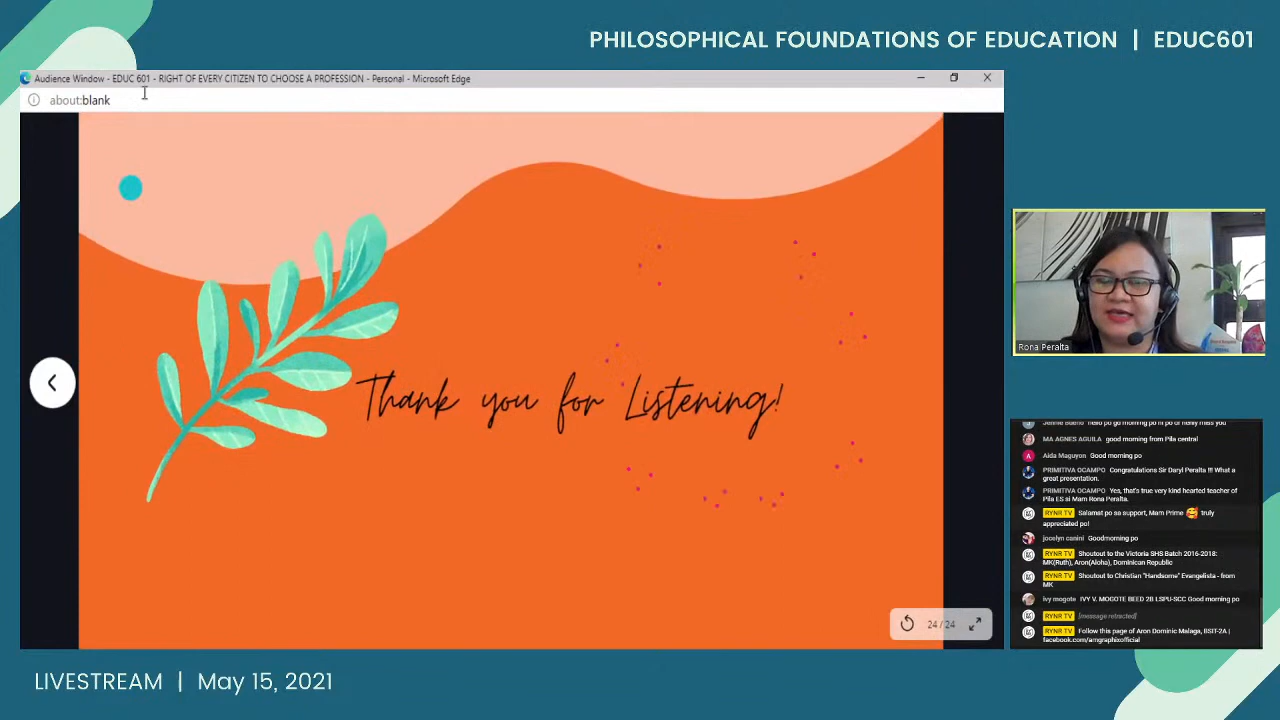 PHILOSOPHICAL FOUNDATIONS OF EDUCATION | EDUC601
Audience Window - EDUC 601 - RIGHT OF EVERY CITIZEN TO CHOOSE A PROFESSION - Personal - Microsoft Edge
about:blank
Thank you for Listening!
24 / 24
Rona Peralta
MA AGNES AGUILA good morning from Pila central
Aida Maguyon Good morning po
PRIMITIVA OCAMPO Congratulations Sir Daryl Peralta !!! What a
great presentation.
PRIMITIVA OCAMPO Yes, that's true very kind hearted teacher of
Pila ES si Mam Rona Peralta.
RYNR TV Salamat po sa support, Mam Prime 🥰 truly
appreciated po!
jocelyn canini Goodmorning po
RYNR TV Shoutout to the Victoria SHS Batch 2016-2018:
MK(Ruth), Aron(Aloha), Dominican Republic
RYNR TV Shoutout to Christian "Handsome" Evangelista - from
MK
ivy mogote IVY V. MOGOTE BEED 2B LSPU-SCC Good morning po
RYNR TV [message retracted]
RYNR TV Follow this page of Aron Dominic Malaga, BSIT-2A |
facebook.com/amgraphixofficial
LIVESTREAM | May 15, 2021